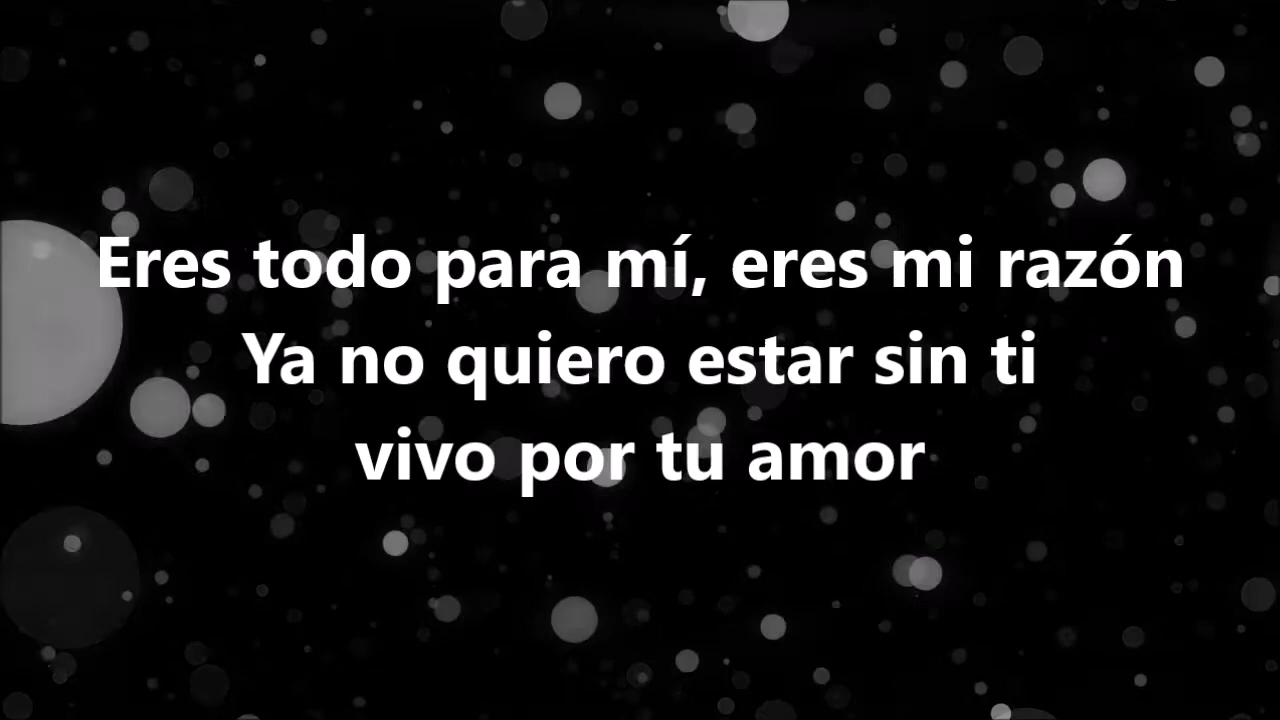 Eres todo para mí, eres mi razón
Ya no quiero estar sin ti
vivo por tu amor